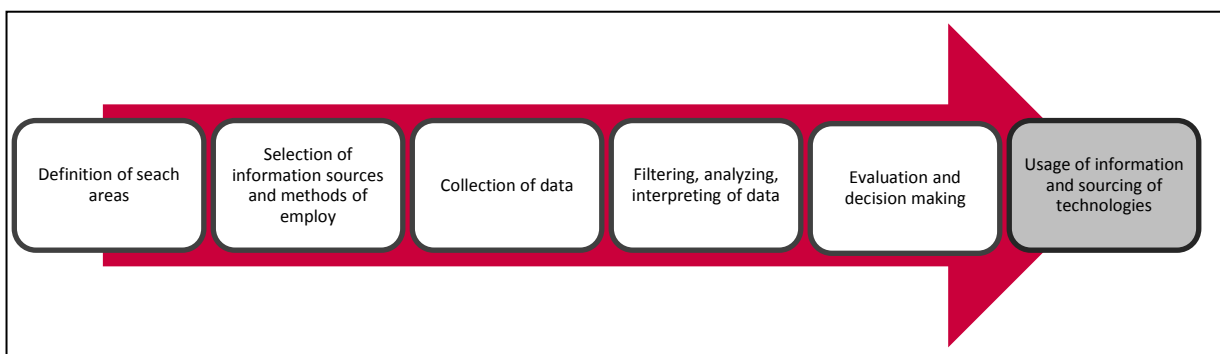 Definition of seach
areas
Selection of
information sources
and methods of
employ
Collection of data
Filtering, analyzing,
interpreting of data
Evaluation and
decision making
Usage of information
and sourcing of
technologies